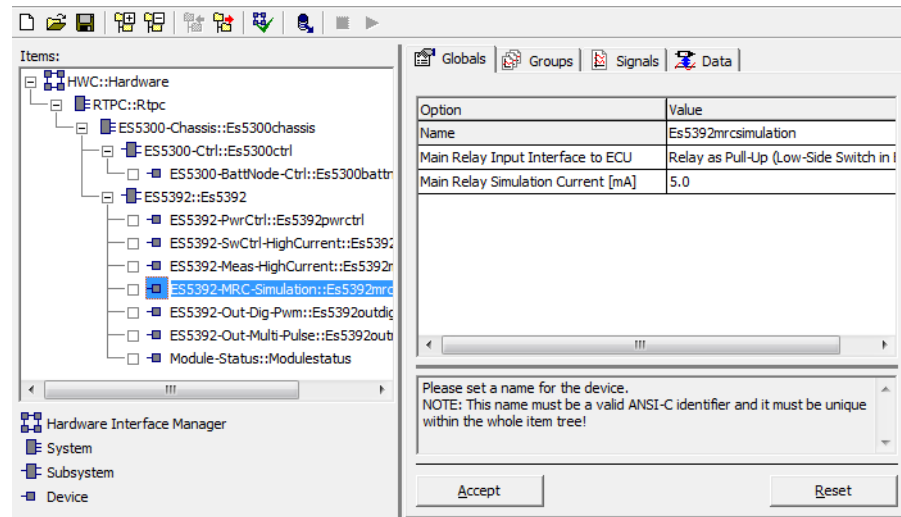 Items:
HWC::Hardware
RTPC::Rtpc
ES5300-Chassis::Es5300chassis
ES5300-Ctrl::Es5300ctrl
ES5300-BattNode-Ctrl::Es5300battn
ES5392::Es5392
ES5392-PwrCtrl::Es5392pwrctrl
ES5392-SwCtrl-HighCurrent::Es5392
ES5392-Meas-HighCurrent::Es5392r
ES5392-MRC-Simulation::Es5392mrc
ES5392-Out-Dig-Pwm::Es5392outdig
ES5392-Out-Multi-Pulse::Es5392outr
Module-Status::Modulestatus
Hardware Interface Manager
System
Subsystem
Device
Globals Groups Signals Data
Option Value
Name Es5392mrcsimulation
Main Relay Input Interface to ECU Relay as Pull-Up (Low-Side Switch in
Main Relay Simulation Current [mA] 5.0
Please set a name for the device.
NOTE: This name must be a valid ANSI-C identifier and it must be unique
within the whole item tree!
Accept Reset